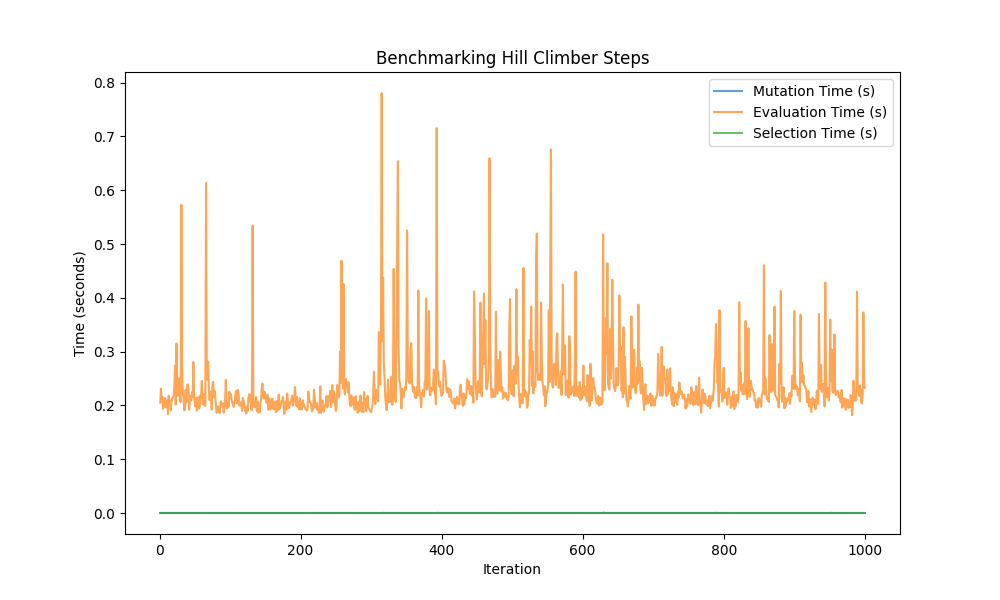 Benchmarking Hill Climber Steps
Mutation Time (s)
Evaluation Time (s)
Selection Time (s)
Time (seconds)
0.8
0.7
0.6
0.5
0.4
0.3
0.2
0.1
0.0
0 200 400 600 800 1000
Iteration